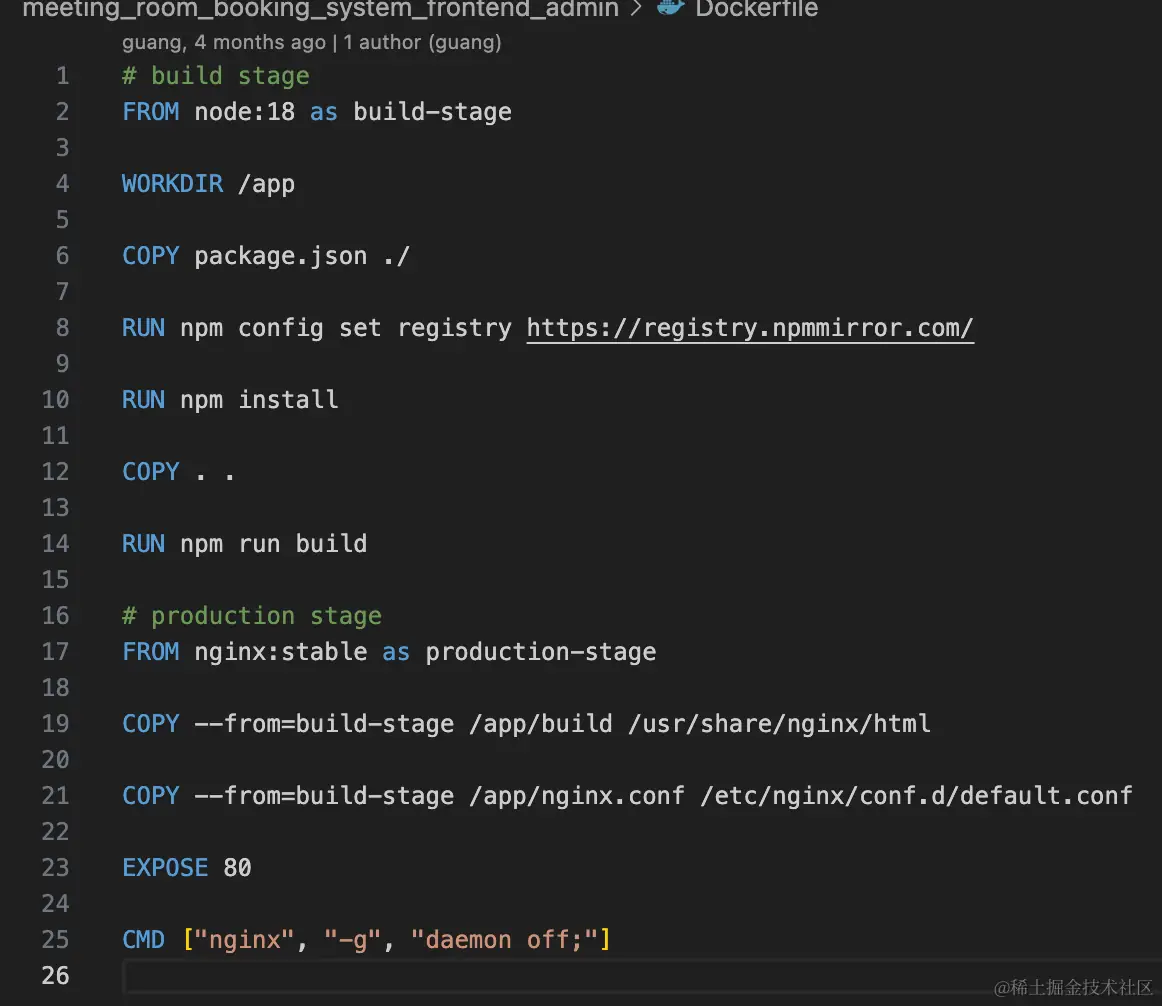 meeting_room_booking_system_frontend_admin > Dockerfile
guang, 4 months ago | 1 author (guang)
1 # build stage
2 FROM node:18 as build-stage
3
4 WORKDIR /app
5
6 COPY package.json ./
7
8 RUN npm config set registry https://registry.npmmirror.com/
9
10 RUN npm install
11
12 COPY . .
13
14 RUN npm run build
15
16 # production stage
17 FROM nginx:stable as production-stage
18
19 COPY --from=build-stage /app/build /usr/share/nginx/html
20
21 COPY --from=build-stage /app/nginx.conf /etc/nginx/conf.d/default.conf
22
23 EXPOSE 80
24
25 CMD ["nginx", "-g", "daemon off;"]
26
@稀土掘金技术社区